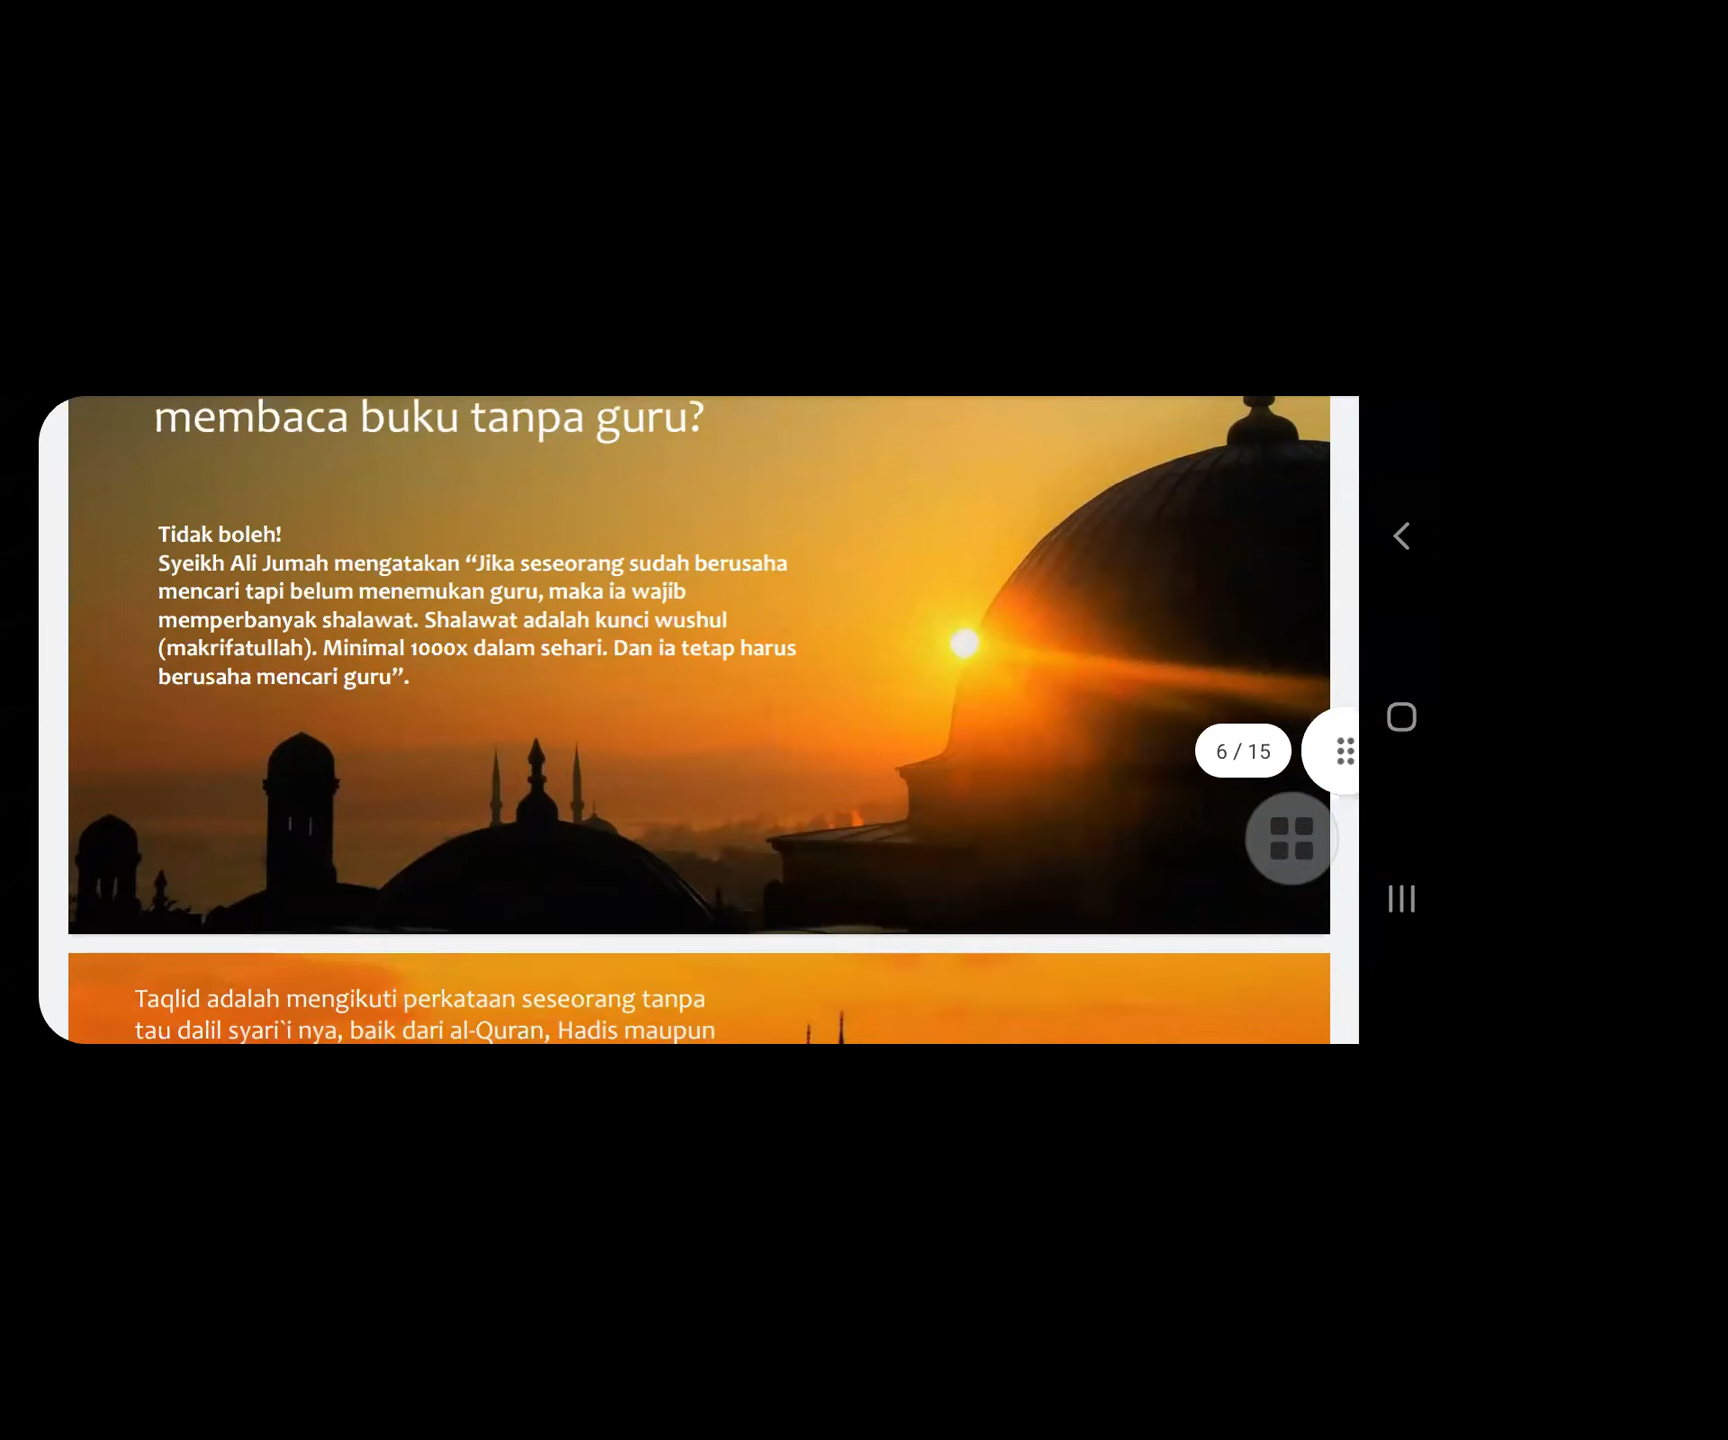 membaca buku tanpa guru?
Tidak boleh!
Syeikh Ali Jumah mengatakan “Jika seseorang sudah berusaha
mencari tapi belum menemukan guru, maka ia wajib
memperbanyak shalawat. Shalawat adalah kunci wushul
(makrifatullah). Minimal 1000x dalam sehari. Dan ia tetap harus
berusaha mencari guru”.
6 / 15
Taqlid adalah mengikuti perkataan seseorang tanpa
tau dalil syari`i nya, baik dari al-Quran, Hadis maupun